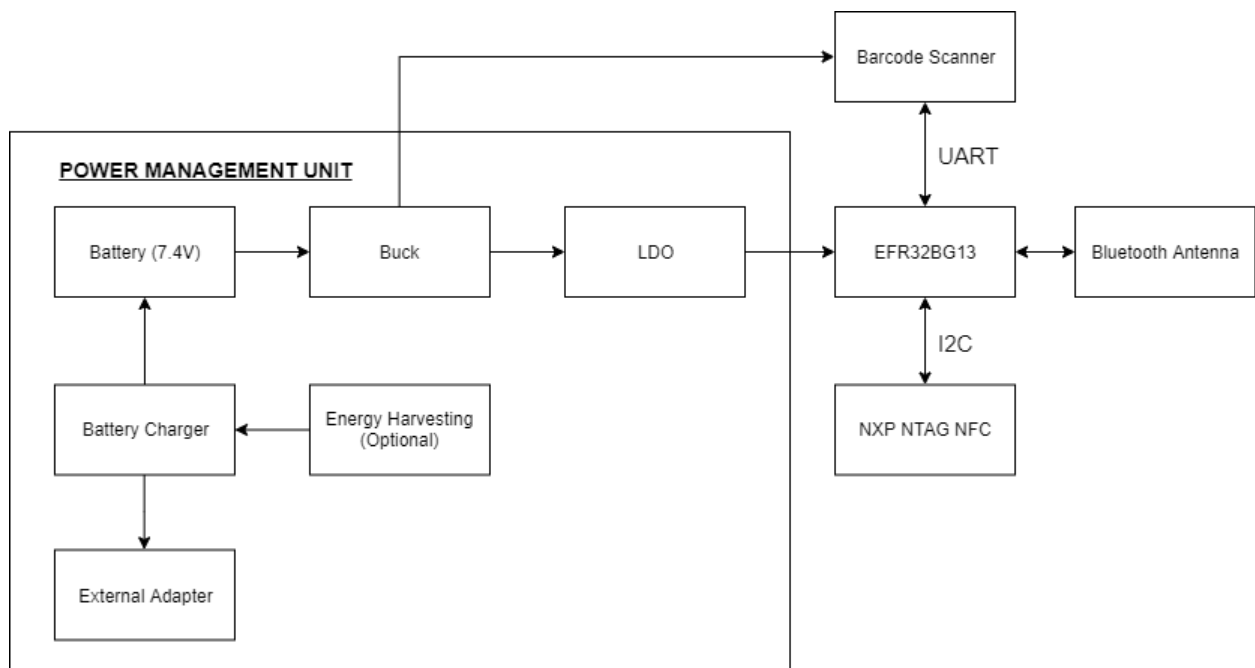 Barcode Scanner
UART
POWER MANAGEMENT UNIT
Battery (7.4V)
Buck
LDO
EFR32BG13
Bluetooth Antenna
I2C
Battery Charger
Energy Harvesting
(Optional)
NXP NTAG NFC
External Adapter